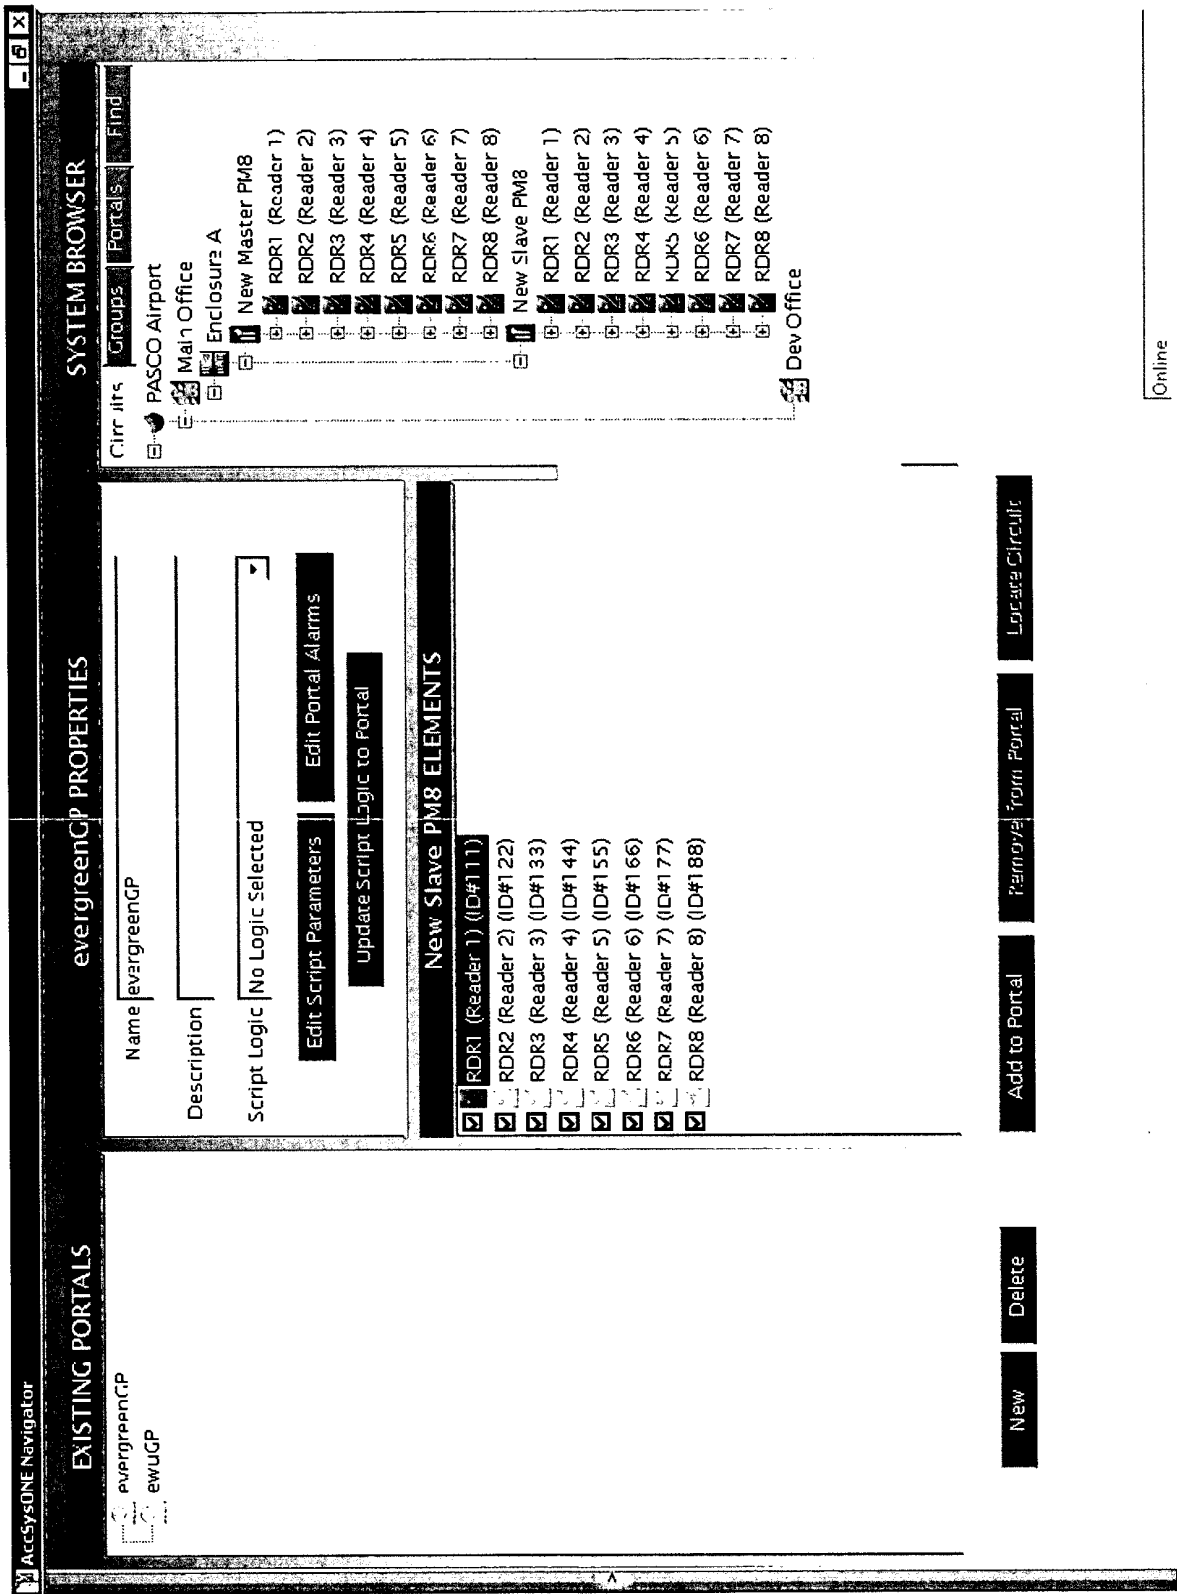 AccSysONE Navigator
EXISTING PORTALS
evergreenGP
ewuGP
New
Delete
evergreenGP PROPERTIES
Name evergreenGP
Description
Script Logic No Logic Selected
Edit Script Parameters
Edit Portal Alarms
Update Script Logic to Portal
New Slave PM8 ELEMENTS
RDR1 (Reader 1) (ID#111)
RDR2 (Reader 2) (ID#122)
RDR3 (Reader 3) (ID#133)
RDR4 (Reader 4) (ID#144)
RDR5 (Reader 5) (ID#155)
RDR6 (Reader 6) (ID#166)
RDR7 (Reader 7) (ID#177)
RDR8 (Reader 8) (ID#188)
Add to Portal
Remove from Portal
Locate Circuit
SYSTEM BROWSER
Circuits
Groups
Portals
Find
PASCO Airport
Main Office
Enclosure A
New Master PM8
RDR1 (Reader 1)
RDR2 (Reader 2)
RDR3 (Reader 3)
RDR4 (Reader 4)
RDR5 (Reader 5)
RDR6 (Reader 6)
RDR7 (Reader 7)
RDR8 (Reader 8)
New Slave PM8
RDR1 (Reader 1)
RDR2 (Reader 2)
RDR3 (Reader 3)
RDR4 (Reader 4)
RDR5 (Reader 5)
RDR6 (Reader 6)
RDR7 (Reader 7)
RDR8 (Reader 8)
Dev Office
Online